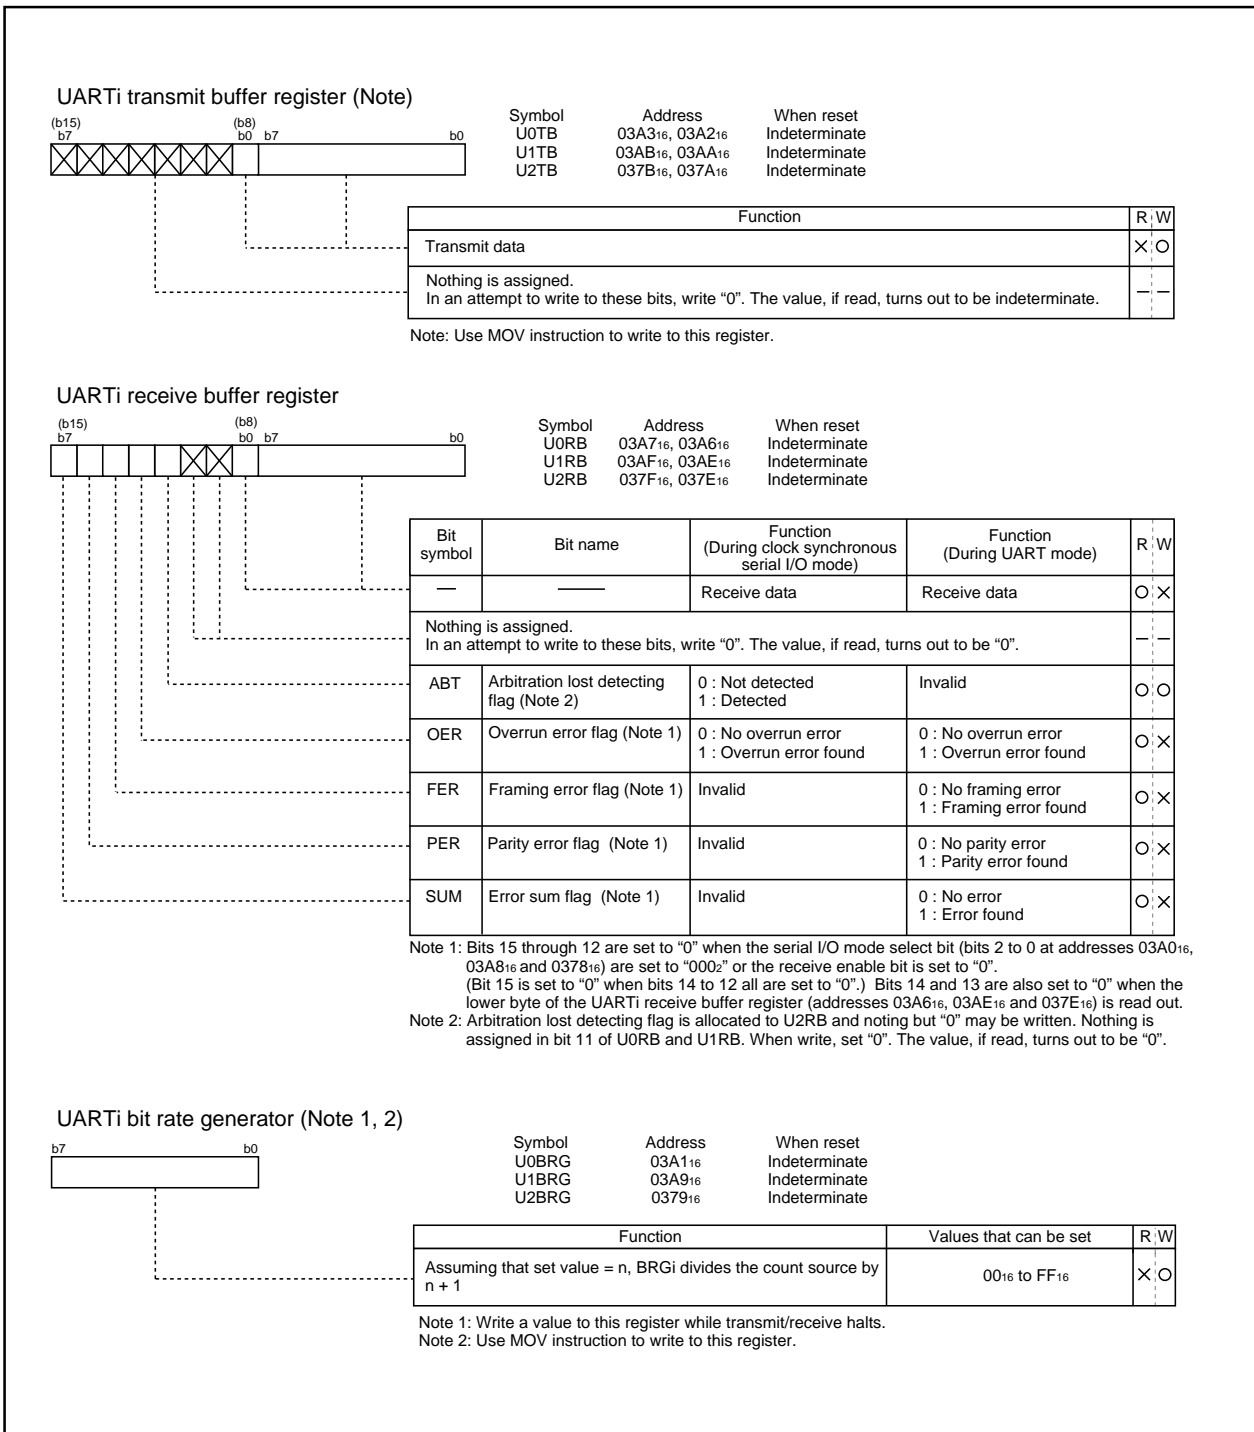 UARTi transmit buffer register (Note)
(b15) (b8)
b7 b0 b7 b0
Symbol Address When reset
U0TB 03A3₁₆, 03A2₁₆ Indeterminate
U1TB 03AB₁₆, 03AA₁₆ Indeterminate
U2TB 037B₁₆, 037A₁₆ Indeterminate
Function R W
Transmit data × ○
Nothing is assigned.
In an attempt to write to these bits, write “0”. The value, if read, turns out to be indeterminate. – –
Note: Use MOV instruction to write to this register.
UARTi receive buffer register
(b15) (b8)
b7 b0 b7 b0
Symbol Address When reset
U0RB 03A7₁₆, 03A6₁₆ Indeterminate
U1RB 03AF₁₆, 03AE₁₆ Indeterminate
U2RB 037F₁₆, 037E₁₆ Indeterminate
Bit symbol Bit name Function (During clock synchronous serial I/O mode) Function (During UART mode) R W
— —— Receive data Receive data ○ ×
Nothing is assigned.
In an attempt to write to these bits, write “0”. The value, if read, turns out to be “0”. – –
ABT Arbitration lost detecting flag (Note 2) 0 : Not detected 1 : Detected Invalid ○ ○
OER Overrun error flag (Note 1) 0 : No overrun error 1 : Overrun error found 0 : No overrun error 1 : Overrun error found ○ ×
FER Framing error flag (Note 1) Invalid 0 : No framing error 1 : Framing error found ○ ×
PER Parity error flag (Note 1) Invalid 0 : No parity error 1 : Parity error found ○ ×
SUM Error sum flag (Note 1) Invalid 0 : No error 1 : Error found ○ ×
Note 1: Bits 15 through 12 are set to “0” when the serial I/O mode select bit (bits 2 to 0 at addresses 03A0₁₆,
03A8₁₆ and 0378₁₆) are set to “000₂” or the receive enable bit is set to “0”.
(Bit 15 is set to “0” when bits 14 to 12 all are set to “0”.) Bits 14 and 13 are also set to “0” when the
lower byte of the UARTi receive buffer register (addresses 03A6₁₆, 03AE₁₆ and 037E₁₆) is read out.
Note 2: Arbitration lost detecting flag is allocated to U2RB and noting but “0” may be written. Nothing is
assigned in bit 11 of U0RB and U1RB. When write, set “0”. The value, if read, turns out to be “0”.
UARTi bit rate generator (Note 1, 2)
b7 b0
Symbol Address When reset
U0BRG 03A1₁₆ Indeterminate
U1BRG 03A9₁₆ Indeterminate
U2BRG 0379₁₆ Indeterminate
Function Values that can be set R W
Assuming that set value = n, BRGi divides the count source by
n + 1 00₁₆ to FF₁₆ × ○
Note 1: Write a value to this register while transmit/receive halts.
Note 2: Use MOV instruction to write to this register.